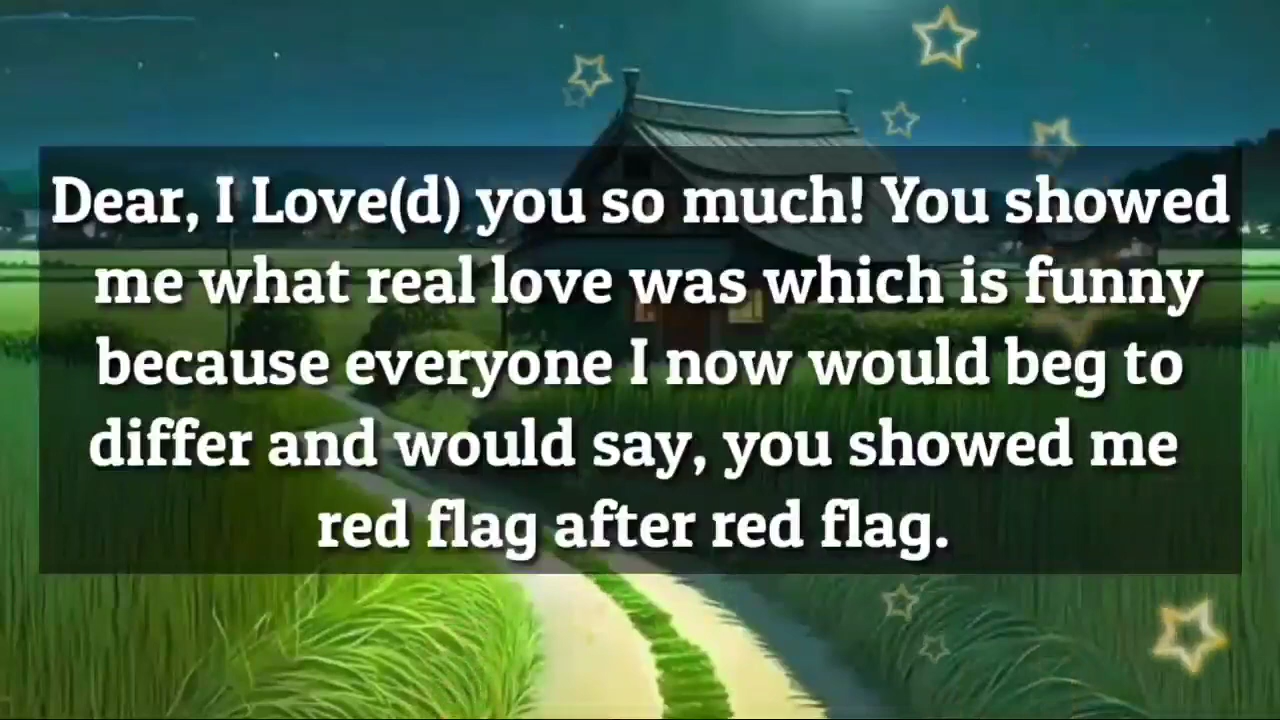 Dear, I Love(d) you so much! You showed
me what real love was which is funny
because everyone I now would beg to
differ and would say, you showed me
red flag after red flag.